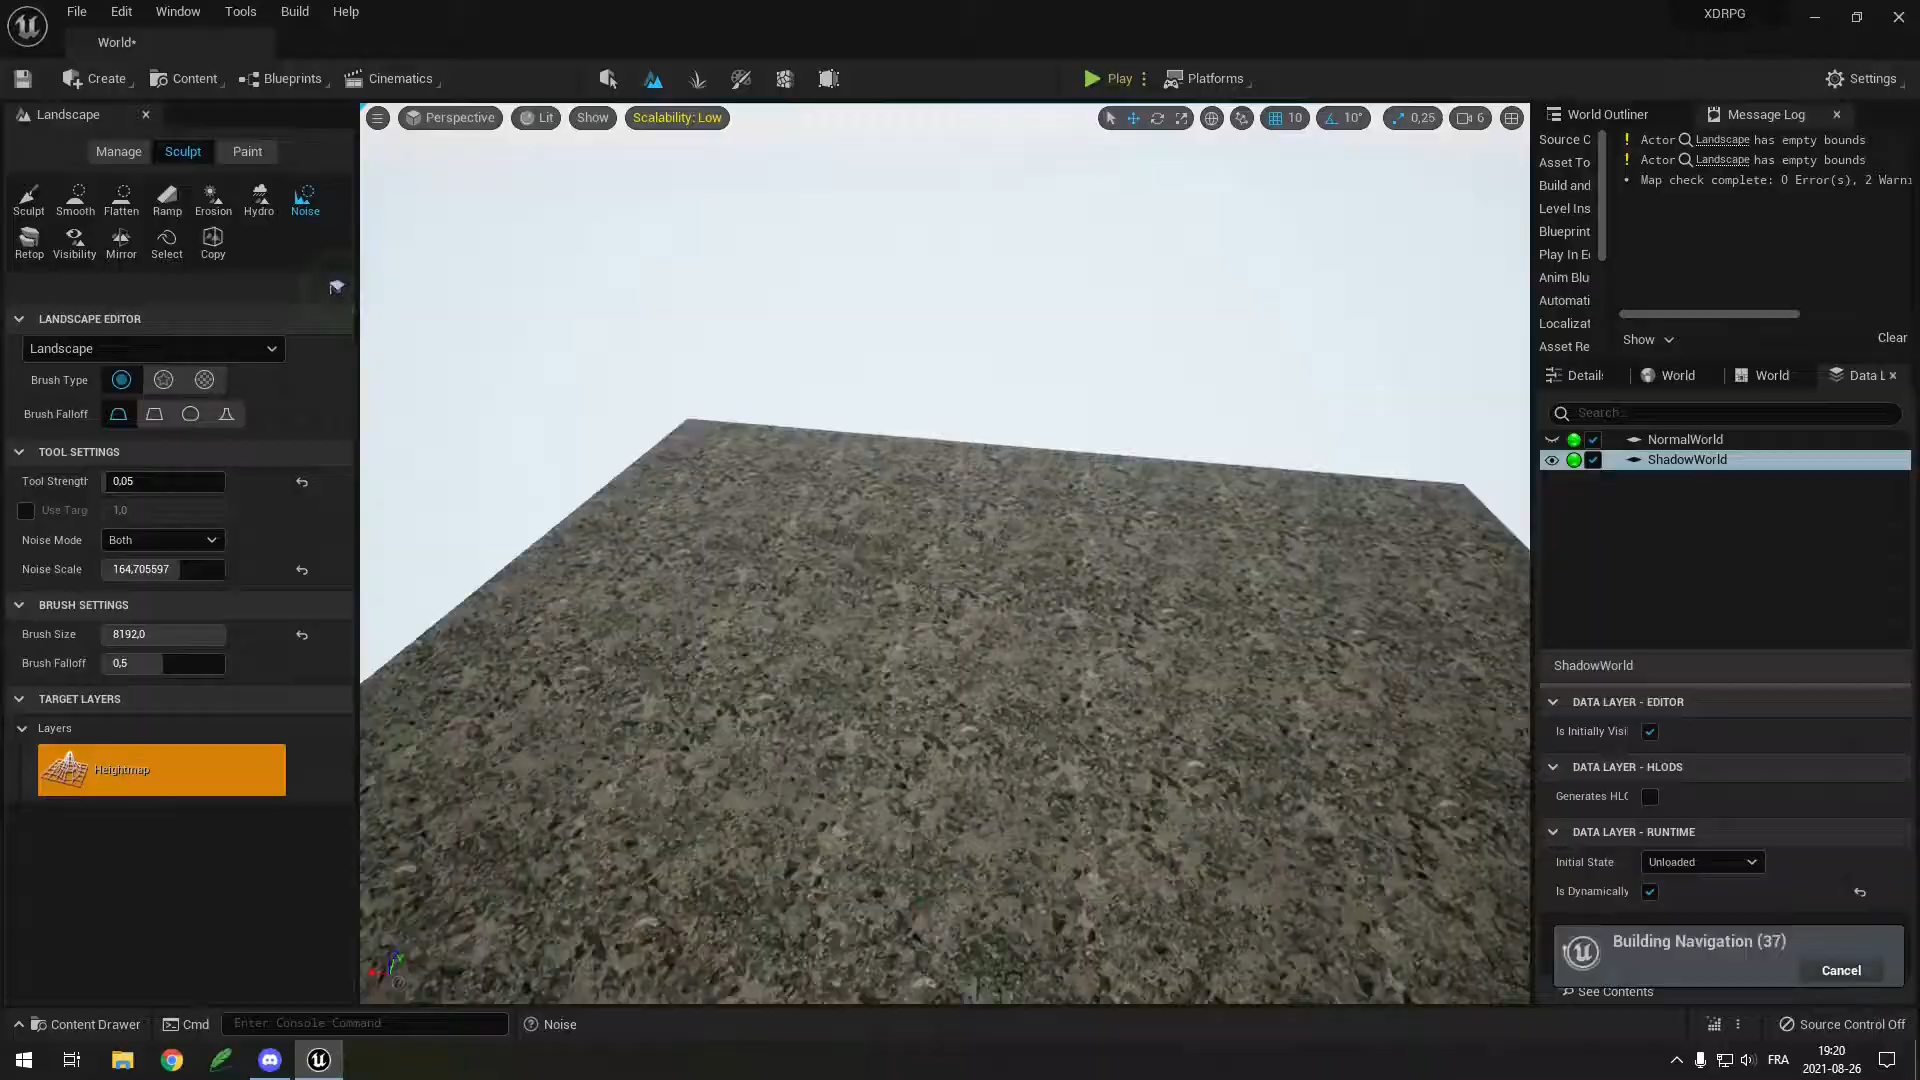 File Edit Window Tools Build Help
XDRPG
World*
Create Content Blueprints Cinematics Play Platforms Settings
Landscape
Manage Sculpt Paint
Sculpt Smooth Flatten Ramp Erosion Hydro Noise
Retop Visibility Mirror Select Copy
LANDSCAPE EDITOR
Landscape
Brush Type
Brush Falloff
TOOL SETTINGS
Tool Strength 0,05
Use Targ 1,0
Noise Mode Both
Noise Scale 164,705597
BRUSH SETTINGS
Brush Size 8192,0
Brush Falloff 0,5
TARGET LAYERS
Layers
Heightmap
Perspective Lit Show Scalability: Low
10 10° 0,25 6
World Outliner Message Log
Source C
Asset To
Build and
Level Ins
Blueprint
Play In E
Anim Blu
Automati
Localizat
Asset Re
! Actor Landscape has empty bounds
! Actor Landscape has empty bounds
• Map check complete: 0 Error(s), 2 Warni
Show Clear
Details World World Data L
Search
NormalWorld
ShadowWorld
ShadowWorld
DATA LAYER - EDITOR
Is Initially Visi
DATA LAYER - HLODS
Generates HLO
DATA LAYER - RUNTIME
Initial State Unloaded
Is Dynamically
Building Navigation (37)
Cancel
See Contents
Content Drawer Cmd Enter Console Command Noise Source Control Off
FRA
19:20
2021-08-26